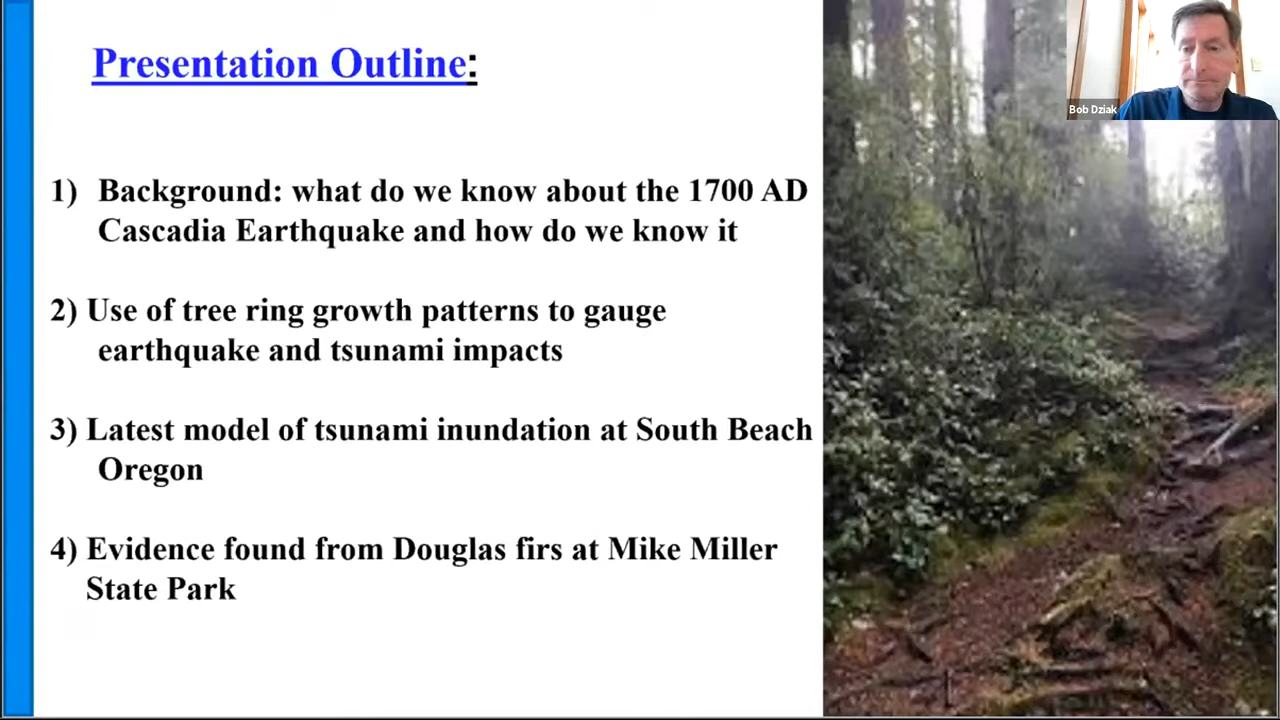 Presentation Outline:
Bob Dziak
1) Background: what do we know about the 1700 AD
Cascadia Earthquake and how do we know it
2) Use of tree ring growth patterns to gauge
earthquake and tsunami impacts
3) Latest model of tsunami inundation at South Beach
Oregon
4) Evidence found from Douglas firs at Mike Miller
State Park